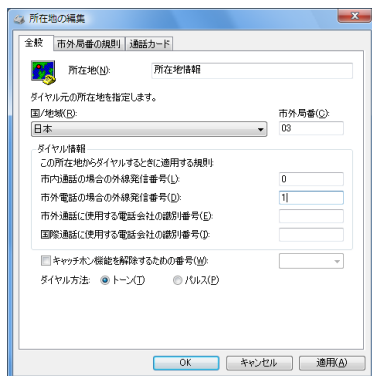 所在地の編集
全般 市外局番の規則 通話カード
所在地(N): 所在地情報
ダイヤル元の所在地を指定します。
国/地域(R): 市外局番(C):
日本 03
ダイヤル情報
この所在地からダイヤルするときに適用する規則:
市内通話の場合の外線発信番号(L): 0
市外電話の場合の外線発信番号(D): 1
市外通話に使用する電話会社の識別番号(E):
国際通話に使用する電話会社の識別番号(I):
キャッチホン機能を解除するための番号(W):
ダイヤル方法: トーン(T) パルス(P)
OK キャンセル 適用(A)